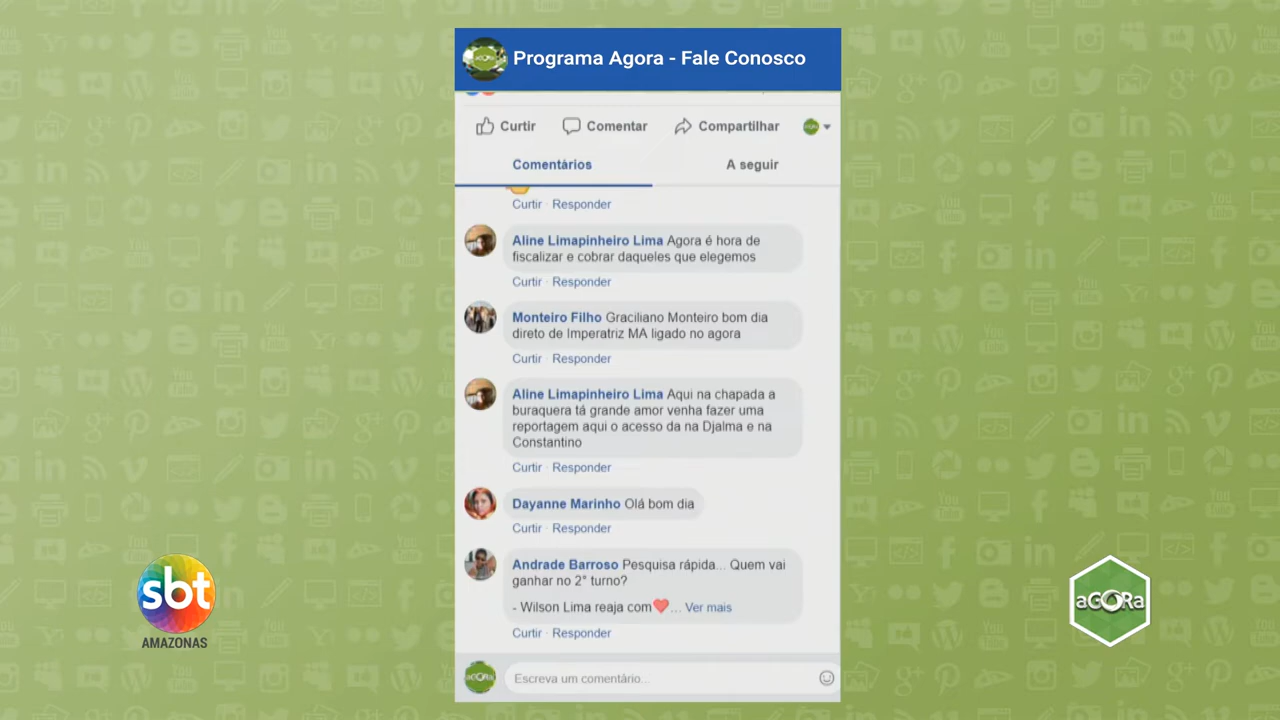 Programa Agora - Fale Conosco
Curtir
Comentar
Compartilhar
Comentários
A seguir
Curtir · Responder
Aline Limapinheiro Lima Agora é hora de
fiscalizar e cobrar daqueles que elegemos
Curtir · Responder
Monteiro Filho Graciliano Monteiro bom dia
direto de Imperatriz MA ligado no agora
Curtir · Responder
Aline Limapinheiro Lima Aqui na chapada a
buraquera tá grande amor venha fazer uma
reportagem aqui o acesso da na Djalma e na
Constantino
Curtir · Responder
Dayanne Marinho Olá bom dia
Curtir · Responder
Andrade Barroso Pesquisa rápida... Quem vai
ganhar no 2° turno?
- Wilson Lima reaja com❤️... Ver mais
Curtir · Responder
Escreva um comentário...
sbt
AMAZONAS
aGORa